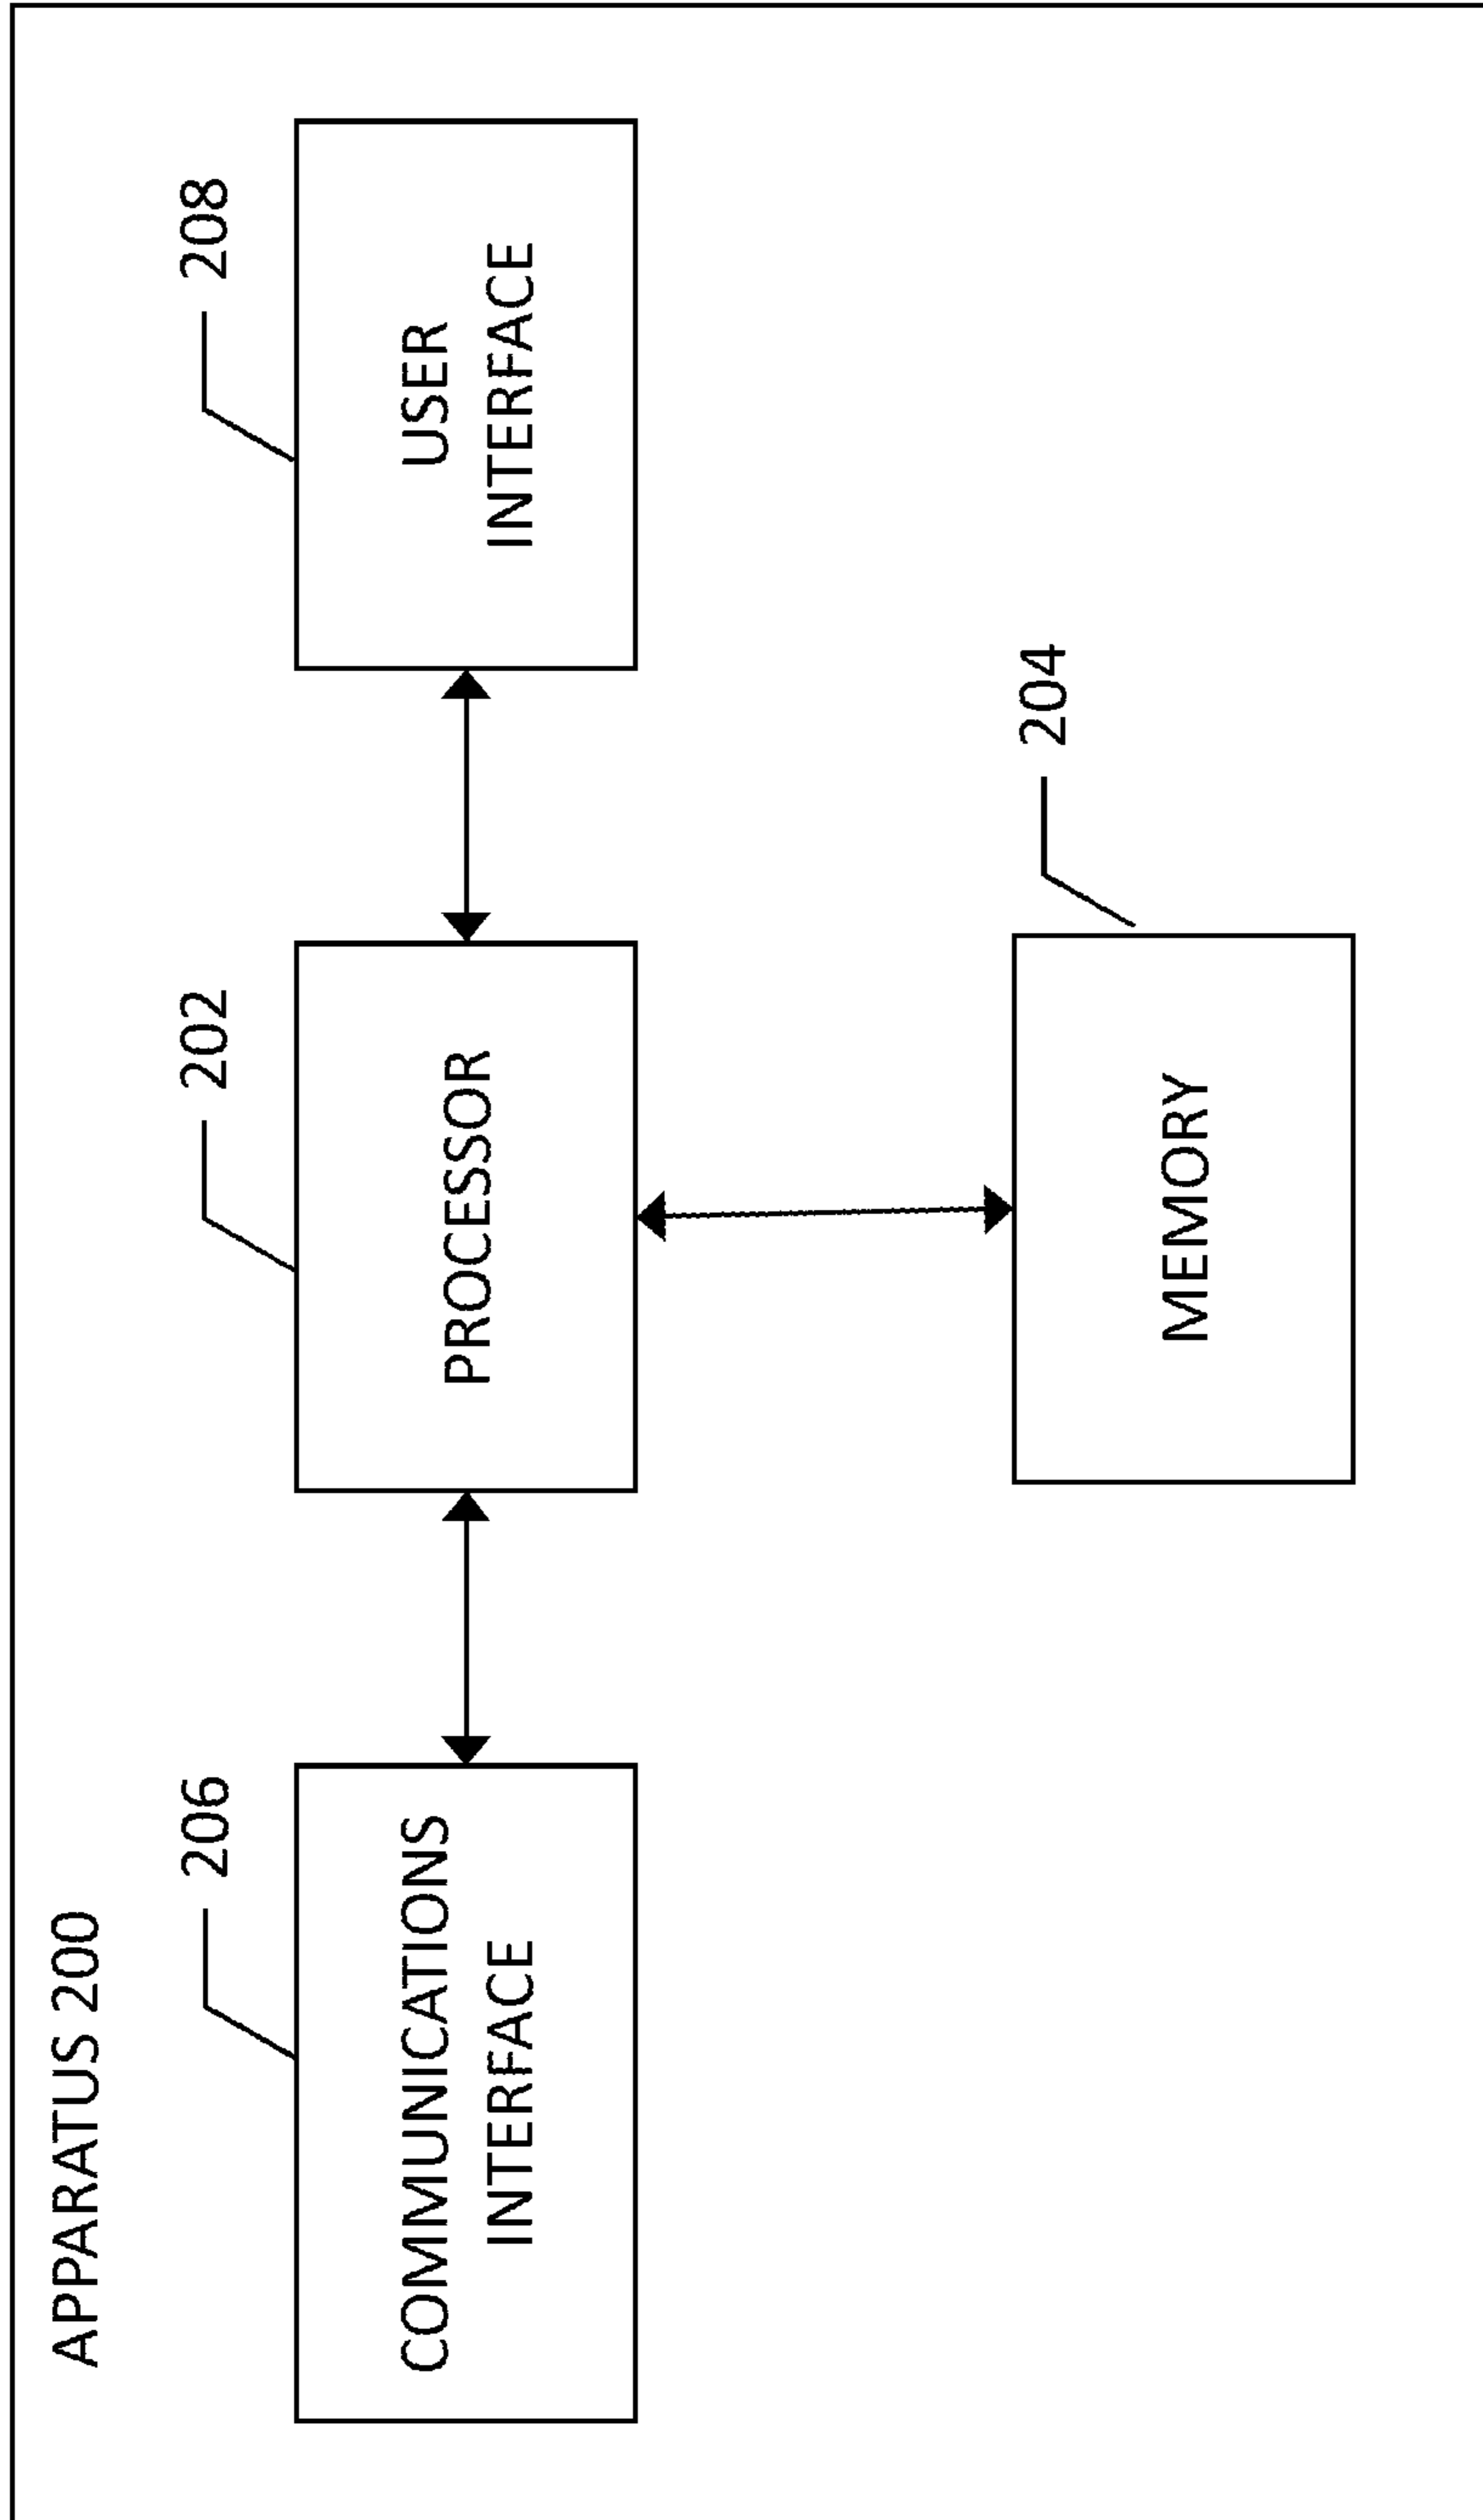 APPARATUS 200
206
202
208
COMMUNICATIONS
INTERFACE
PROCESSOR
USER
INTERFACE
204
MEMORY